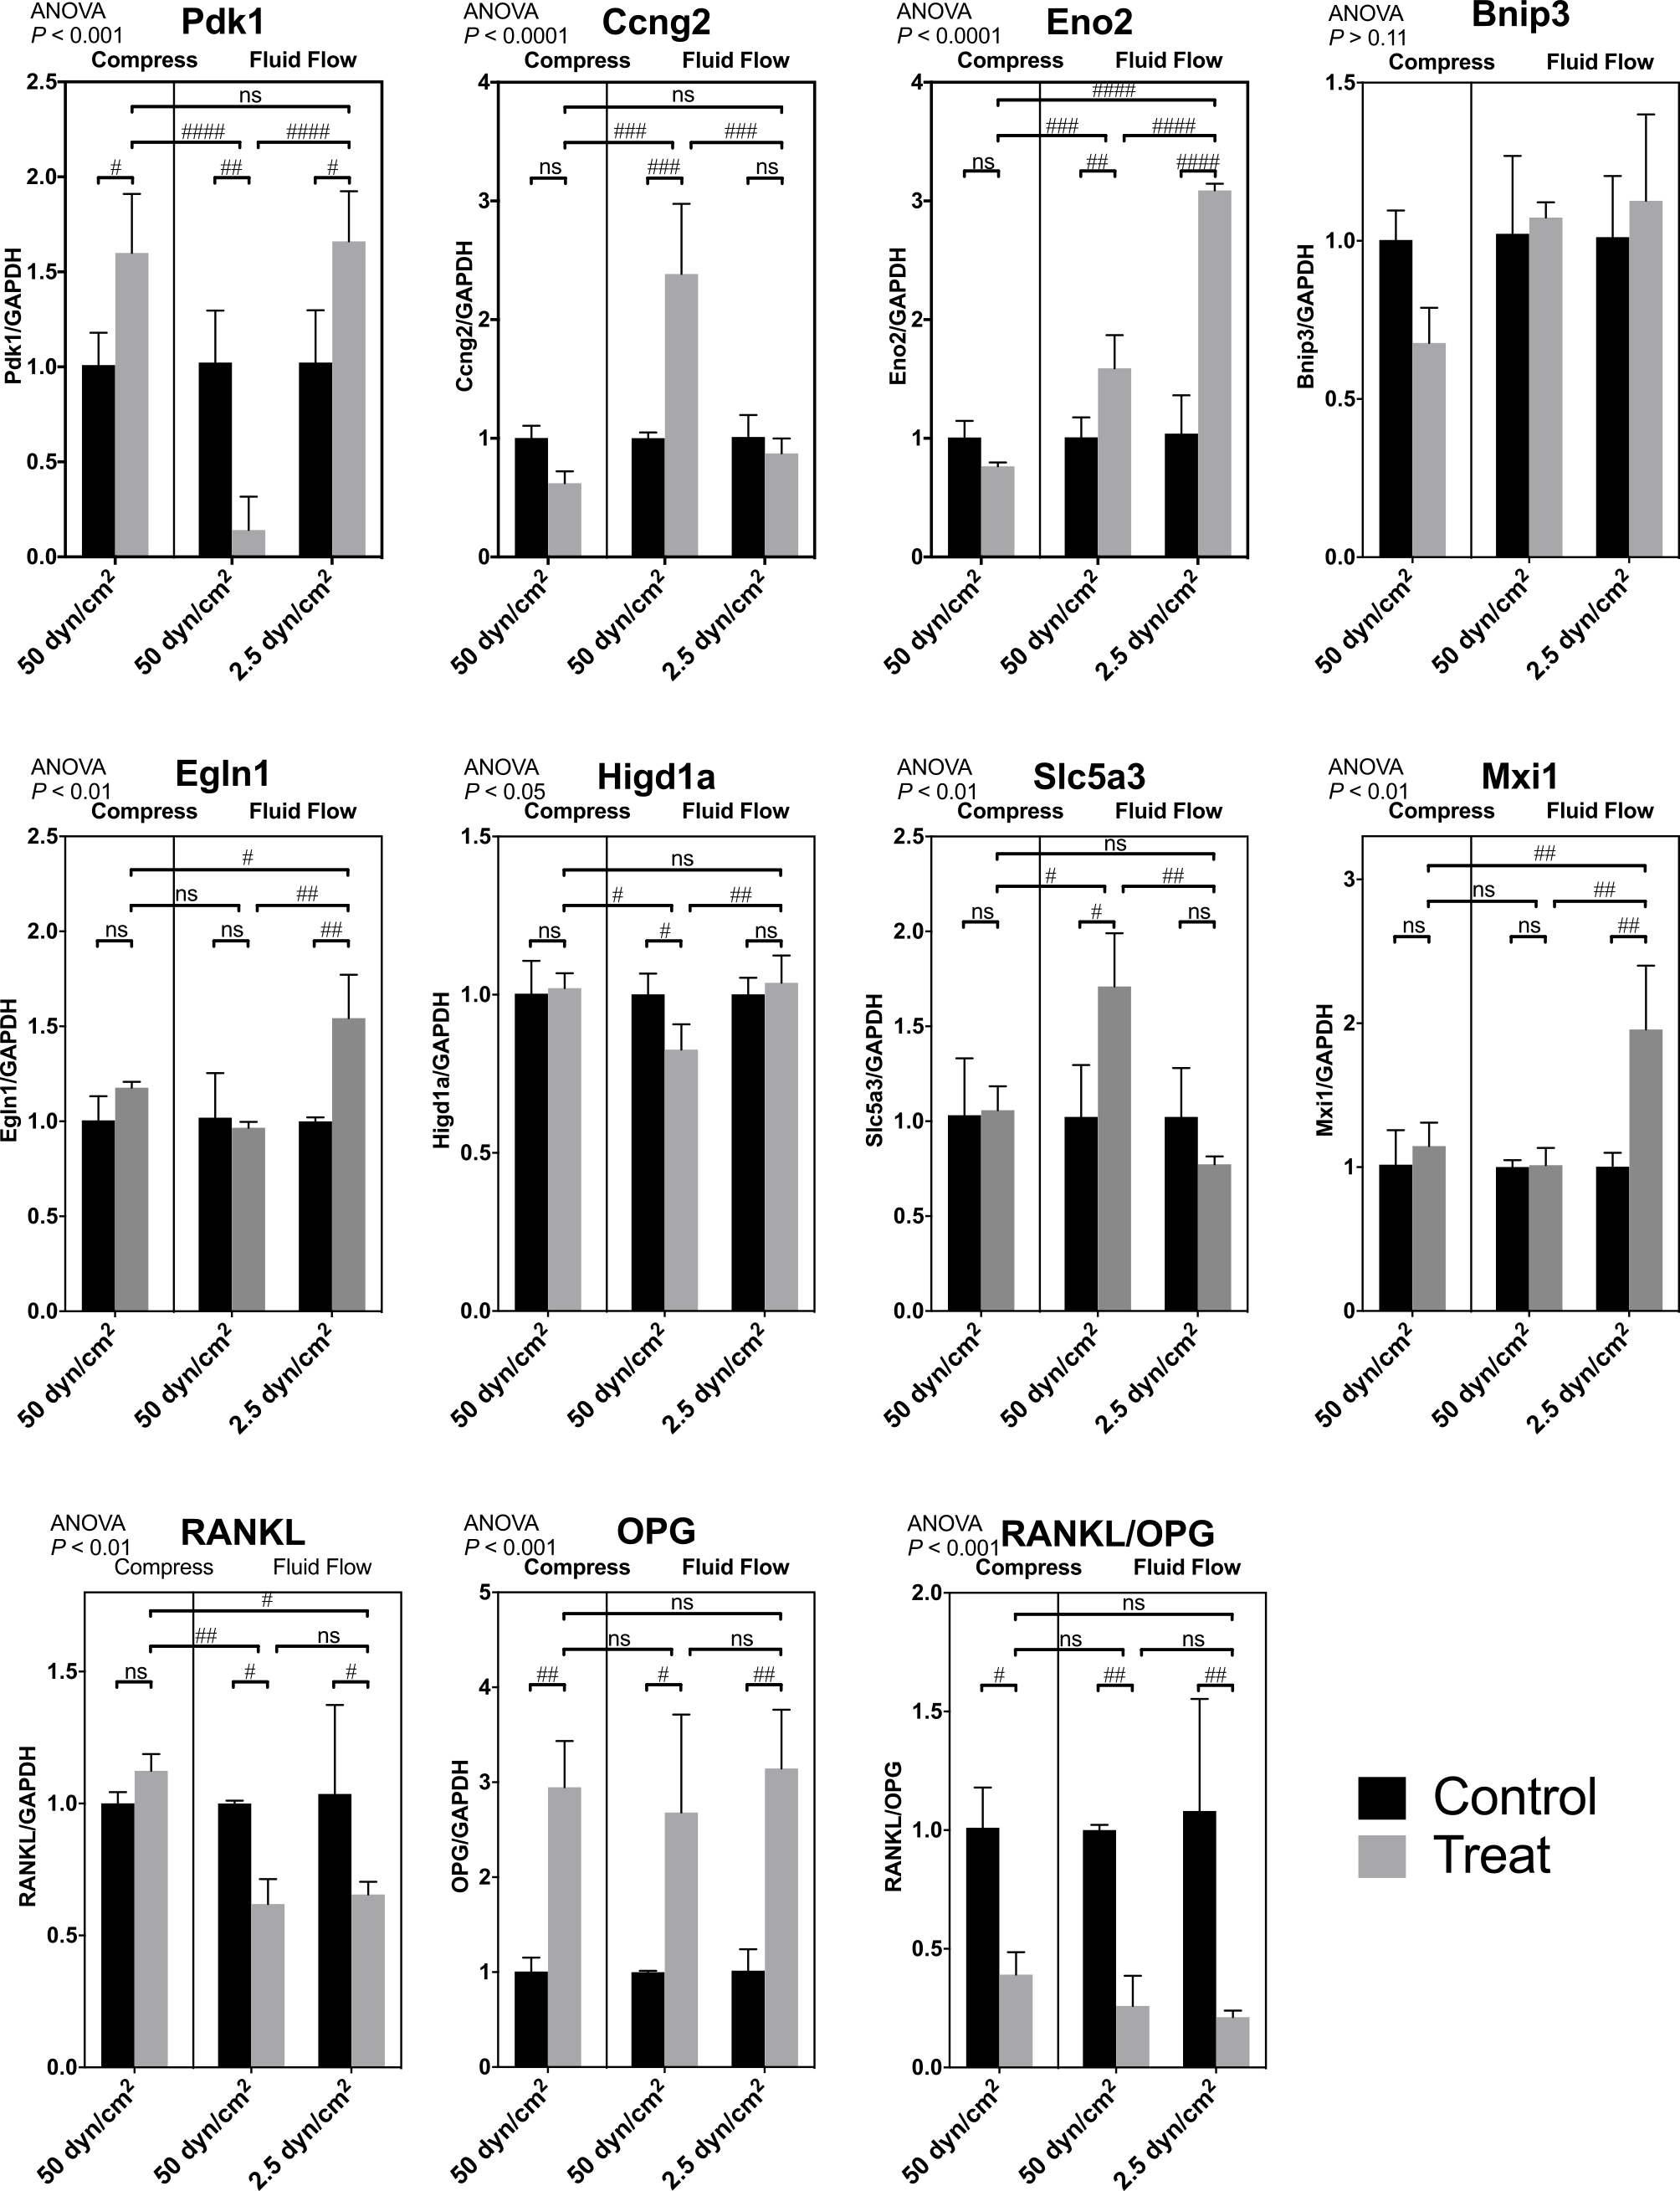 ANOVA
P < 0.001
Pdk1
Compress Fluid Flow
Pdk1/GAPDH
2.5
2.0
1.5
1.0
0.5
0.0
ns
#### ####
# ## #
50 dyn/cm²
50 dyn/cm²
2.5 dyn/cm²
ANOVA
P < 0.0001
Ccng2
Compress Fluid Flow
Ccng2/GAPDH
4
3
2
1
0
ns
### ###
ns ### ns
50 dyn/cm²
50 dyn/cm²
2.5 dyn/cm²
ANOVA
P < 0.0001
Eno2
Compress Fluid Flow
Eno2/GAPDH
4
3
2
1
0
####
### ####
ns ## ####
50 dyn/cm²
50 dyn/cm²
2.5 dyn/cm²
ANOVA
P > 0.11
Bnip3
Compress Fluid Flow
Bnip3/GAPDH
1.5
1.0
0.5
0.0
50 dyn/cm²
50 dyn/cm²
2.5 dyn/cm²
ANOVA
P < 0.01
Egln1
Compress Fluid Flow
Egln1/GAPDH
2.5
2.0
1.5
1.0
0.5
0.0
#
ns ##
ns ns ##
50 dyn/cm²
50 dyn/cm²
2.5 dyn/cm²
ANOVA
P < 0.05
Higd1a
Compress Fluid Flow
Higd1a/GAPDH
1.5
1.0
0.5
0.0
ns
# ##
ns # ns
50 dyn/cm²
50 dyn/cm²
2.5 dyn/cm²
ANOVA
P < 0.01
Slc5a3
Compress Fluid Flow
Slc5a3/GAPDH
2.5
2.0
1.5
1.0
0.5
0.0
ns
# ##
ns # ns
50 dyn/cm²
50 dyn/cm²
2.5 dyn/cm²
ANOVA
P < 0.01
Mxi1
Compress Fluid Flow
Mxi1/GAPDH
3
2
1
0
##
ns ##
ns ns ##
50 dyn/cm²
50 dyn/cm²
2.5 dyn/cm²
ANOVA
P < 0.01
RANKL
Compress Fluid Flow
RANKL/GAPDH
1.5
1.0
0.5
0.0
#
## ns
ns # #
50 dyn/cm²
50 dyn/cm²
2.5 dyn/cm²
ANOVA
P < 0.001
OPG
Compress Fluid Flow
OPG/GAPDH
5
4
3
2
1
0
ns
ns ns
## # ##
50 dyn/cm²
50 dyn/cm²
2.5 dyn/cm²
ANOVA
P < 0.001
RANKL/OPG
Compress Fluid Flow
RANKL/OPG
2.0
1.5
1.0
0.5
0.0
ns
ns ns
# ## ##
50 dyn/cm²
50 dyn/cm²
2.5 dyn/cm²
Control
Treat